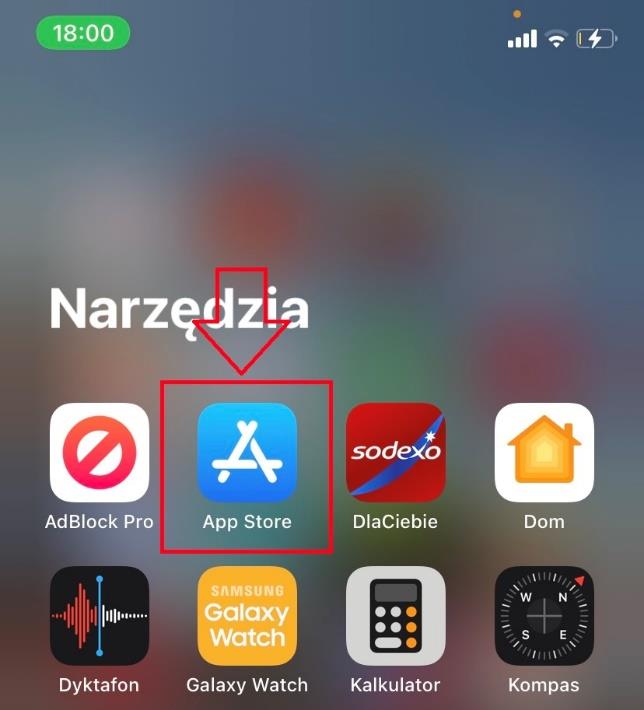 18:00
Narzędzia
sodexo
AdBlock Pro App Store DlaCiebie Dom
SAMSUNG
Galaxy
Watch
W N
S E
Dyktafon Galaxy Watch Kalkulator Kompas